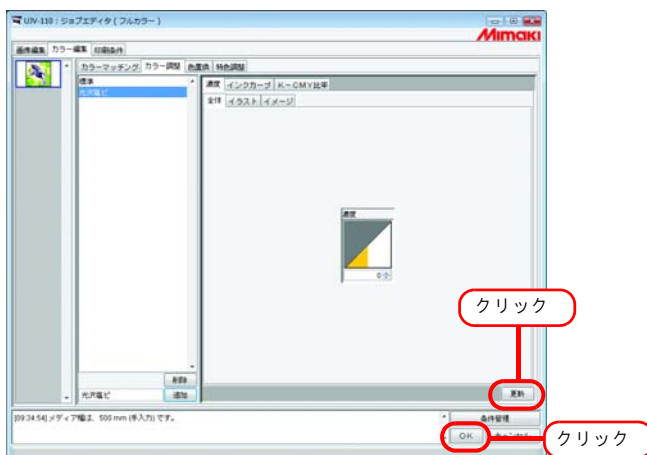 UJV-110 : ジョブエディタ ( フルカラー )
Mimaki
画像編集 カラー編集 印刷条件
カラーマッチング カラー調整 色置換 特色調整
標準
光沢塩ビ
濃度 インクカーブ K-CMY比率
全体 イラスト イメージ
濃度
0
クリック
削除
光沢塩ビ 追加
更新
[09:34:54] メディア幅は、500 mm (手入力) です。
条件管理
OK キャンセル
クリック